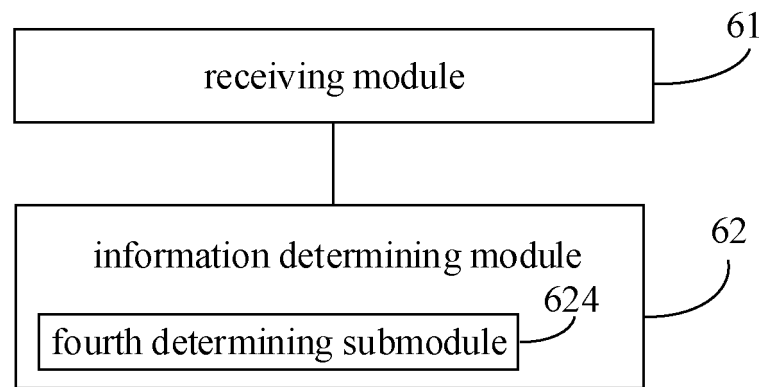 61
receiving module
62
information determining module
624
fourth determining submodule